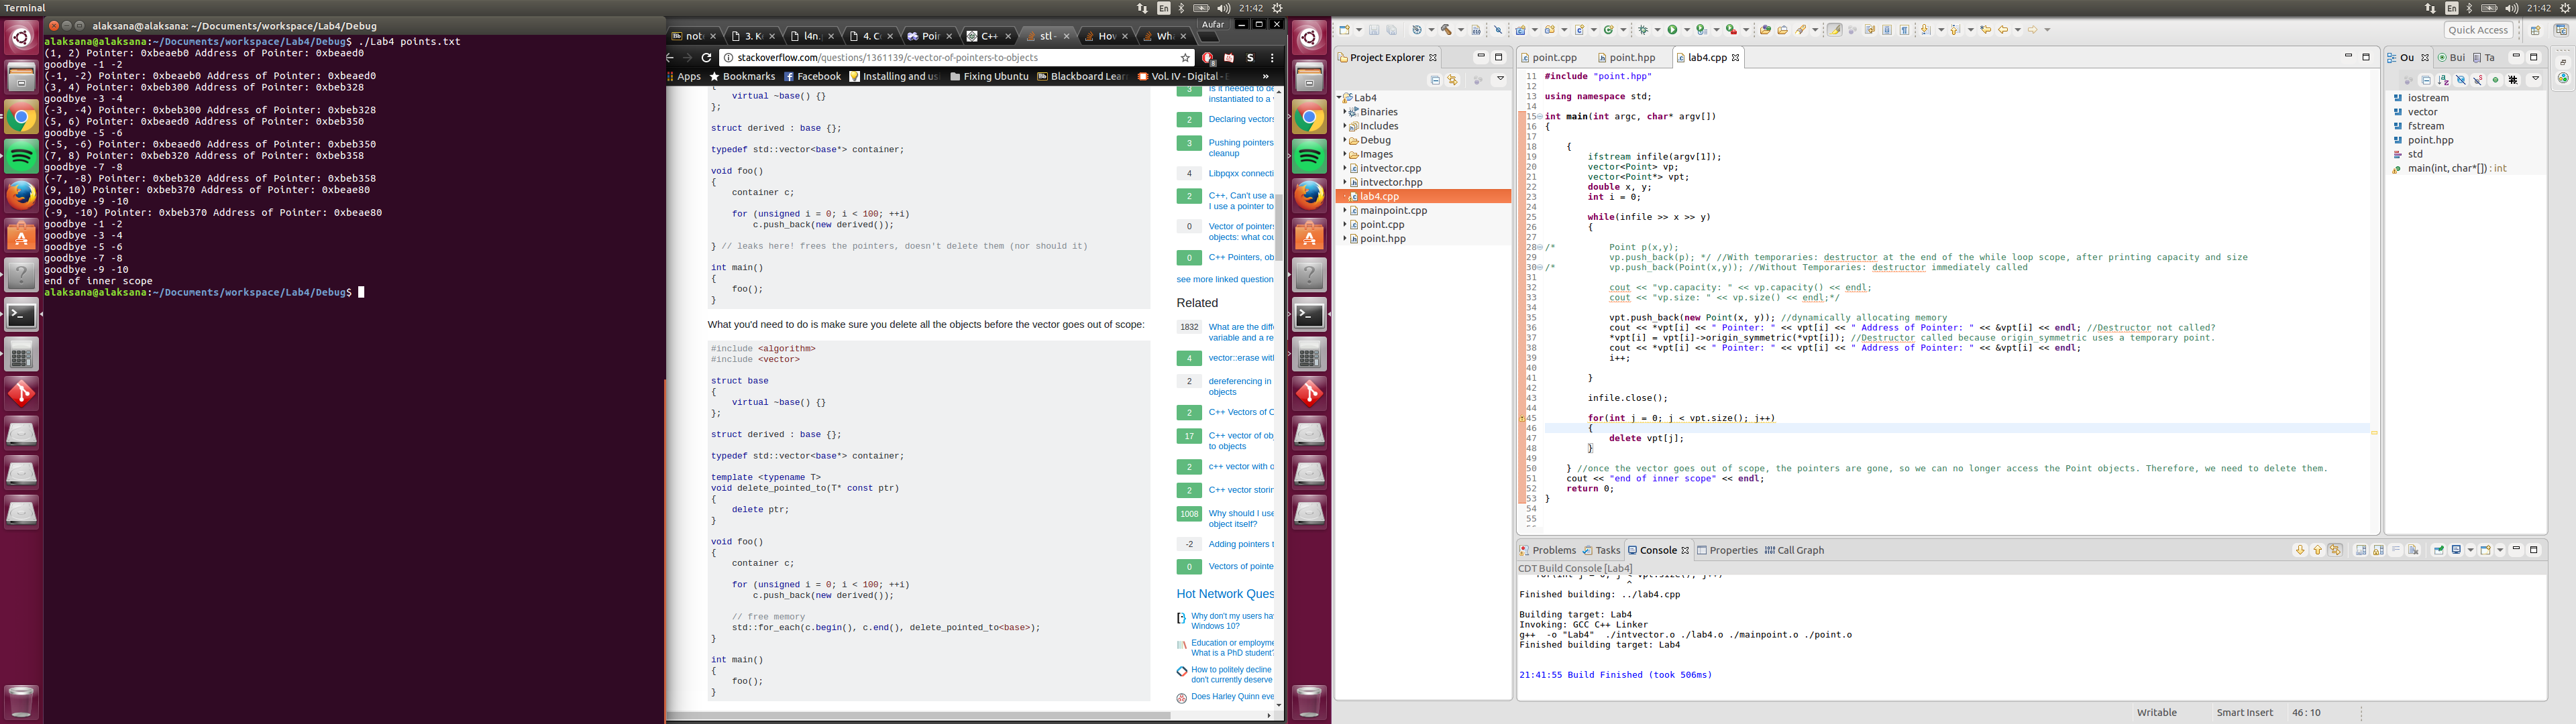 Terminal
En
21:42
En
21:42
alaksana@alaksana: ~/Documents/workspace/Lab4/Debug
alaksana@alaksana:~/Documents/workspace/Lab4/Debug$ ./Lab4 points.txt
(1, 2) Pointer: 0xbeaeb0 Address of Pointer: 0xbeaed0
goodbye -1 -2
(-1, -2) Pointer: 0xbeaeb0 Address of Pointer: 0xbeaed0
(3, 4) Pointer: 0xbeb300 Address of Pointer: 0xbeb328
goodbye -3 -4
(-3, -4) Pointer: 0xbeb300 Address of Pointer: 0xbeb328
(5, 6) Pointer: 0xbeaed0 Address of Pointer: 0xbeb350
goodbye -5 -6
(-5, -6) Pointer: 0xbeaed0 Address of Pointer: 0xbeb350
(7, 8) Pointer: 0xbeb320 Address of Pointer: 0xbeb358
goodbye -7 -8
(-7, -8) Pointer: 0xbeb320 Address of Pointer: 0xbeb358
(9, 10) Pointer: 0xbeb370 Address of Pointer: 0xbeae80
goodbye -9 -10
(-9, -10) Pointer: 0xbeb370 Address of Pointer: 0xbeae80
goodbye -1 -2
goodbye -3 -4
goodbye -5 -6
goodbye -7 -8
goodbye -9 -10
end of inner scope
alaksana@alaksana:~/Documents/workspace/Lab4/Debug$
Aufar
note
3. Ko
l4n.
4. Co
Poin
C++
stl -
How
Wha
stackoverflow.com/questions/1361139/c-vector-of-pointers-to-objects
Apps
Bookmarks
Facebook
Installing and us
Fixing Ubuntu
Blackboard Lear
Vol. IV - Digital - E
»
{
virtual ~base() {}
};
struct derived : base {};
typedef std::vector<base*> container;
void foo()
{
container c;
for (unsigned i = 0; i < 100; ++i)
c.push_back(new derived());
} // leaks here! frees the pointers, doesn't delete them (nor should it)
int main()
{
foo();
}
What you'd need to do is make sure you delete all the objects before the vector goes out of scope:
#include <algorithm>
#include <vector>
struct base
{
virtual ~base() {}
};
struct derived : base {};
typedef std::vector<base*> container;
template <typename T>
void delete_pointed_to(T* const ptr)
{
delete ptr;
}
void foo()
{
container c;
for (unsigned i = 0; i < 100; ++i)
c.push_back(new derived());
// free memory
std::for_each(c.begin(), c.end(), delete_pointed_to<base>);
}
int main()
{
foo();
}
3 Is it needed to de
instantiated to a v
2 Declaring vectors
3 Pushing pointers
cleanup
4 Libpqxx connecti
2 C++, Can't use a
I use a pointer to
0 Vector of pointer
objects: what cou
0 C++ Pointers, ob
see more linked question
Related
1832 What are the diffe
variable and a re
4 vector::erase with
2 dereferencing in
objects
2 C++ Vectors of C
17 C++ vector of obj
to objects
2 c++ vector with o
2 C++ vector storin
1008 Why should I use
object itself?
-2 Adding pointers t
0 Vectors of pointe
Hot Network Ques
Why don't my users ha
Windows 10?
Education or employme
What is a PhD student?
How to politely decline
don't currently deserve
Does Harley Quinn eve
Quick Access
Project Explorer
Lab4
Binaries
Includes
Debug
Images
intvector.cpp
intvector.hpp
lab4.cpp
mainpoint.cpp
point.cpp
point.hpp
point.cpp
point.hpp
lab4.cpp
11 #include "point.hpp"
12
13 using namespace std;
14
15 int main(int argc, char* argv[])
16 {
17
18 {
19 ifstream infile(argv[1]);
20 vector<Point> vp;
21 vector<Point*> vpt;
22 double x, y;
23 int i = 0;
24
25 while(infile >> x >> y)
26 {
27
28 /* Point p(x,y);
29 vp.push_back(p); */ //With temporaries: destructor at the end of the while loop scope, after printing capacity and size
30 /* vp.push_back(Point(x,y)); //Without Temporaries: destructor immediately called
31
32 cout << "vp.capacity: " << vp.capacity() << endl;
33 cout << "vp.size: " << vp.size() << endl;*/
34
35 vpt.push_back(new Point(x, y)); //dynamically allocating memory
36 cout << *vpt[i] << " Pointer: " << vpt[i] << " Address of Pointer: " << &vpt[i] << endl; //Destructor not called?
37 *vpt[i] = vpt[i]->origin_symmetric(*vpt[i]); //Destructor called because origin_symmetric uses a temporary point.
38 cout << *vpt[i] << " Pointer: " << vpt[i] << " Address of Pointer: " << &vpt[i] << endl;
39 i++;
40
41 }
42
43 infile.close();
44
45 for(int j = 0; j < vpt.size(); j++)
46 {
47 delete vpt[j];
48 }
49
50 } //once the vector goes out of scope, the pointers are gone, so we can no longer access the Point objects. Therefore, we need to delete them.
51 cout << "end of inner scope" << endl;
52 return 0;
53 }
54
55
Ou
Bui
Ta
iostream
vector
fstream
point.hpp
std
main(int, char*[]) : int
Problems
Tasks
Console
Properties
Call Graph
CDT Build Console [Lab4]
for(int j = 0; j < vpt.size(); j++)
^
Finished building: ../lab4.cpp
Building target: Lab4
Invoking: GCC C++ Linker
g++ -o "Lab4" ./intvector.o ./lab4.o ./mainpoint.o ./point.o
Finished building target: Lab4
21:41:55 Build Finished (took 506ms)
Writable
Smart Insert
46 : 10